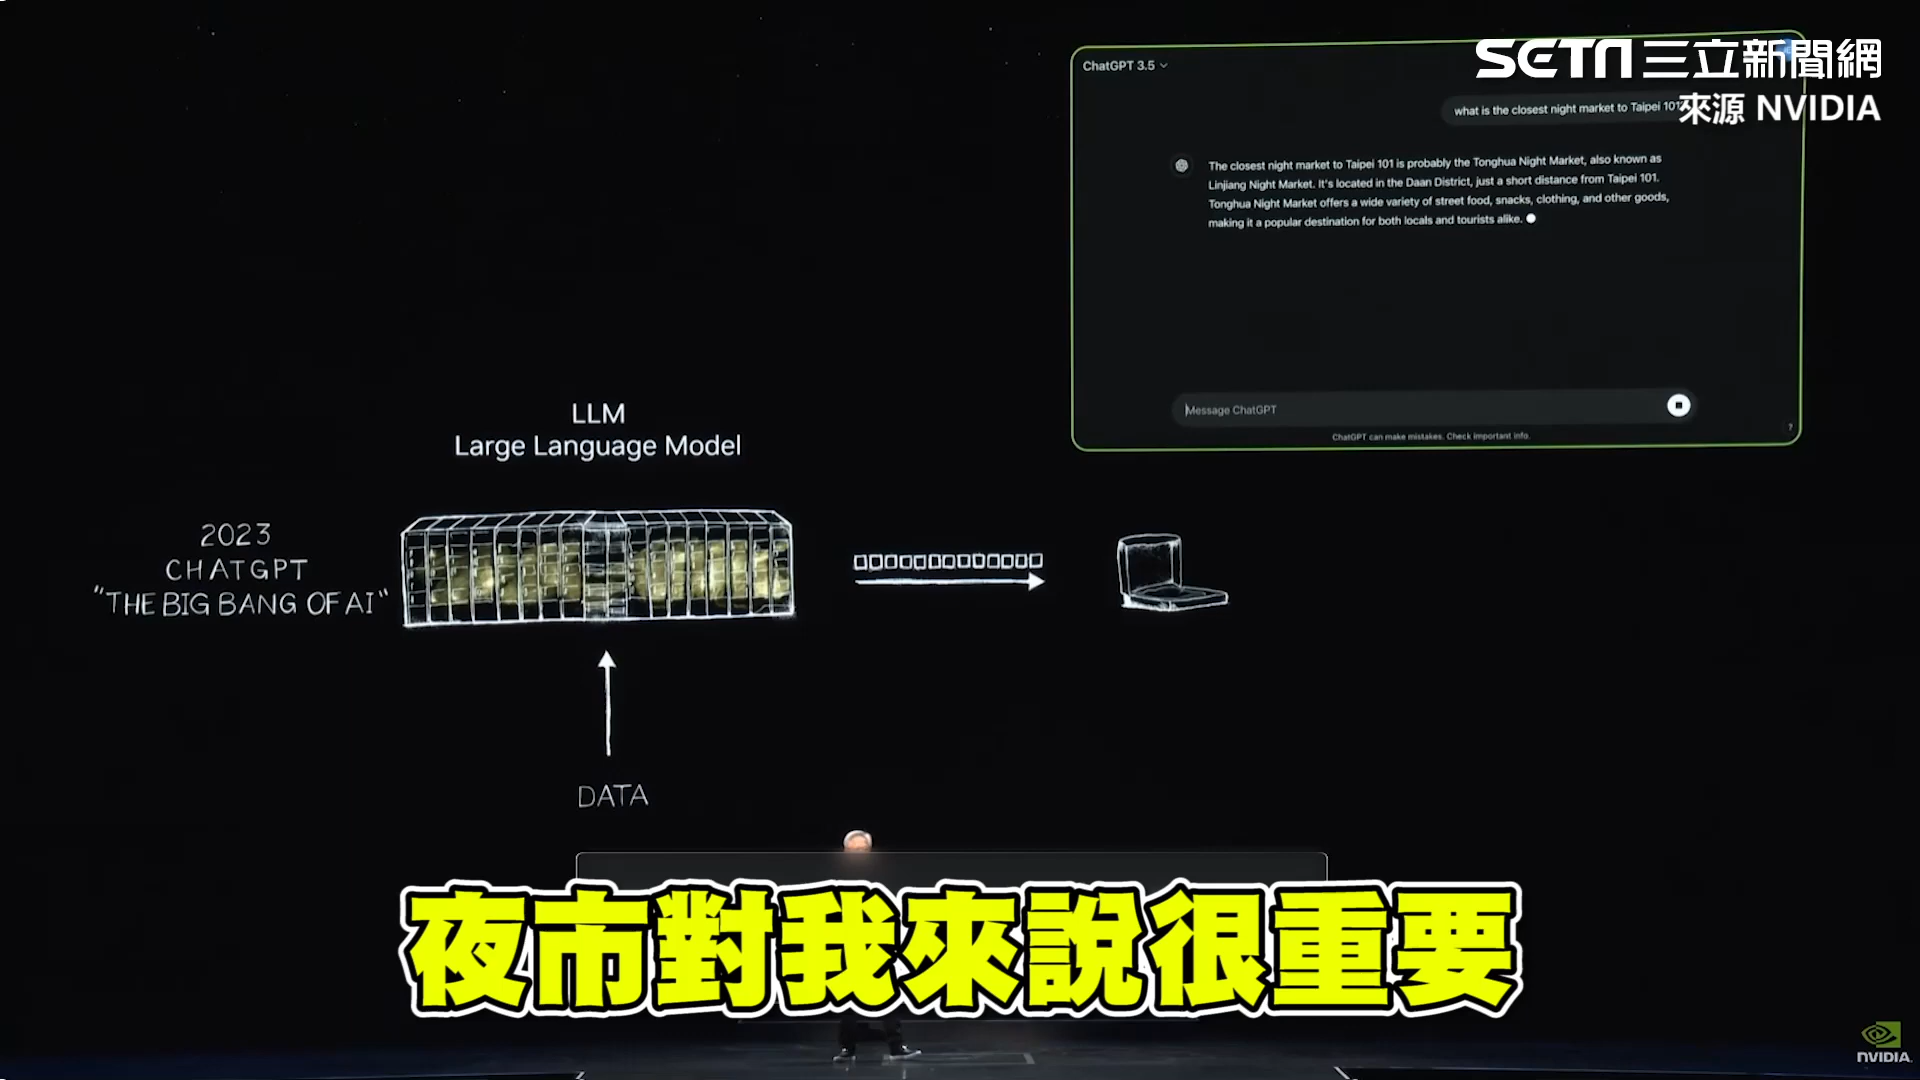 SETN 三立新聞網
來源 NVIDIA
ChatGPT 3.5
what is the closest night market to Taipei 101
The closest night market to Taipei 101 is probably the Tonghua Night Market, also known as
Linjiang Night Market. It's located in the Daan District, just a short distance from Taipei 101.
Tonghua Night Market offers a wide variety of street food, snacks, clothing, and other goods,
making it a popular destination for both locals and tourists alike.
Message ChatGPT
ChatGPT can make mistakes. Check important info.
?
LLM
Large Language Model
2023
CHATGPT
"THE BIG BANG OF AI"
DATA
夜市對我來說很重要
NVIDIA.